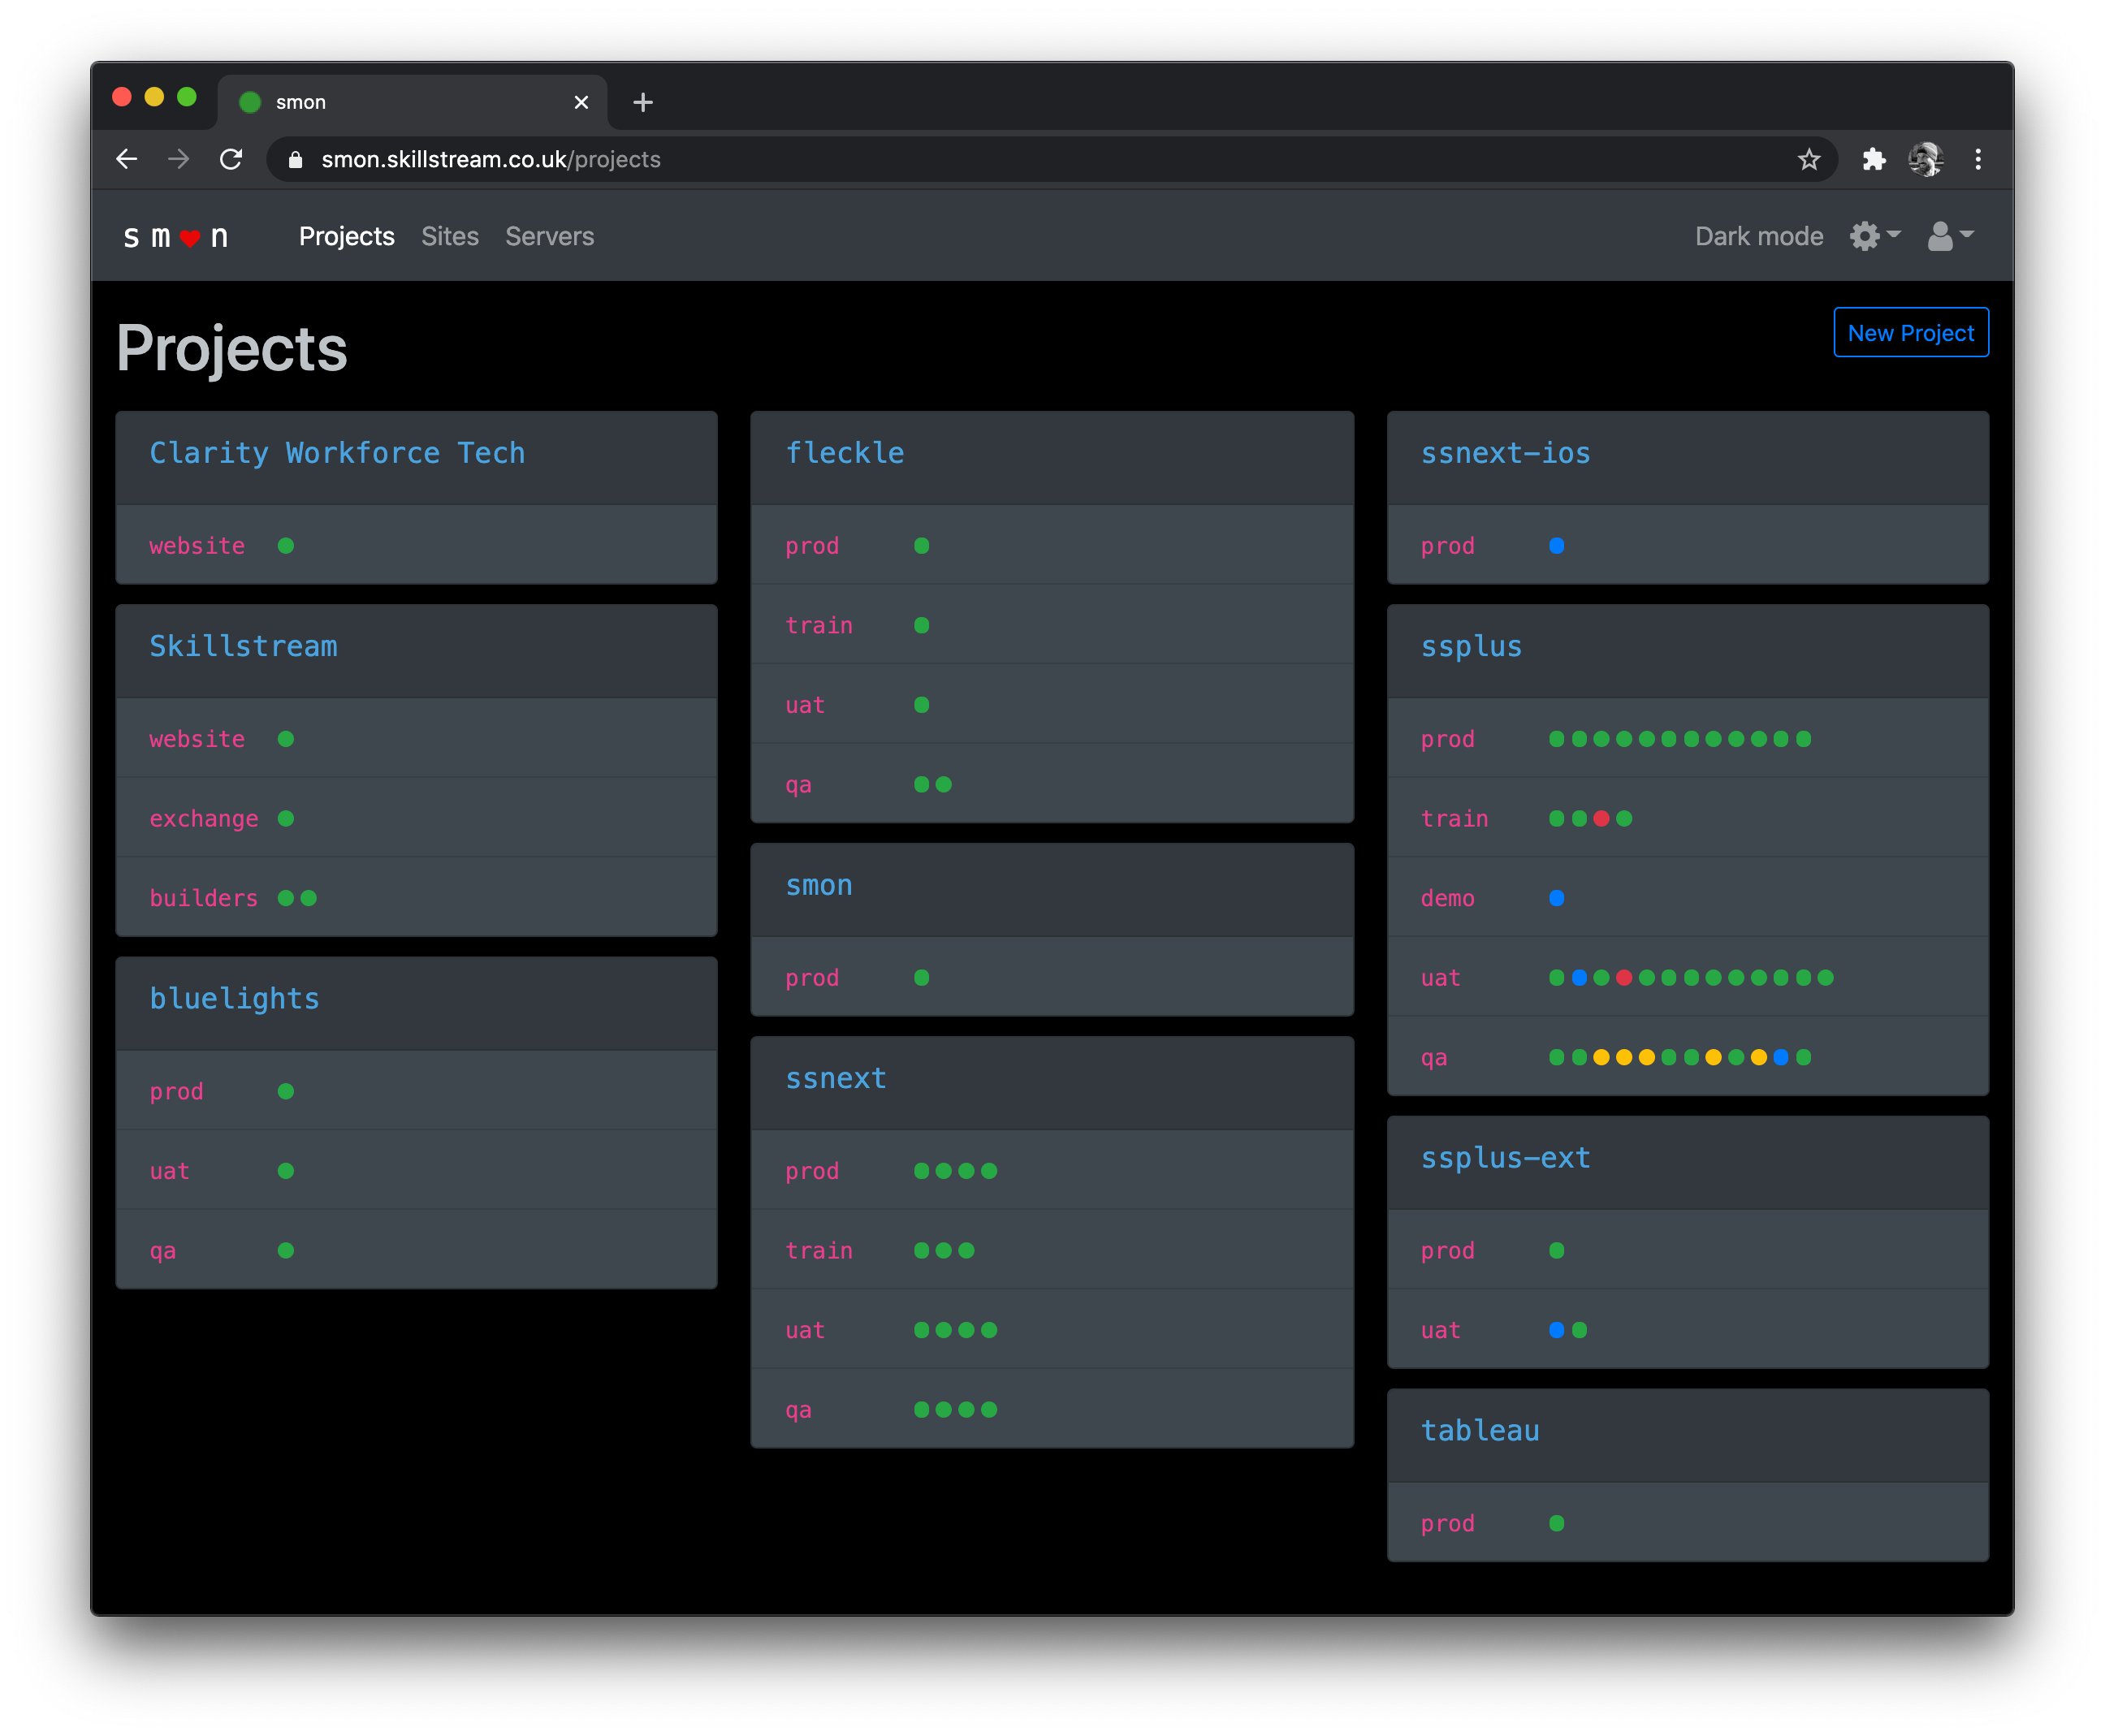 smon
smon.skillstream.co.uk/projects
sm❤n Projects Sites Servers Dark mode
Projects
New Project
Clarity Workforce Tech
website
Skillstream
website
exchange
builders
bluelights
prod
uat
qa
fleckle
prod
train
uat
qa
smon
prod
ssnext
prod
train
uat
qa
ssnext-ios
prod
ssplus
prod
train
demo
uat
qa
ssplus-ext
prod
uat
tableau
prod